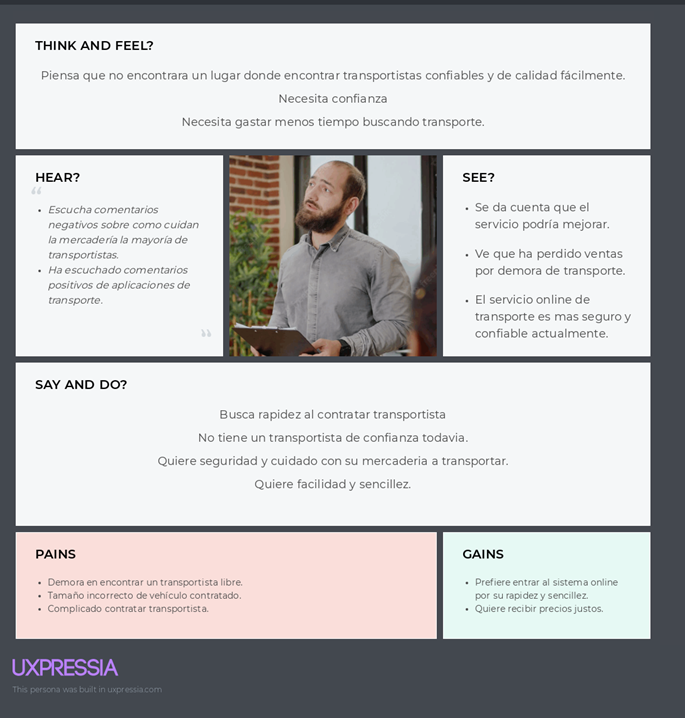 THINK AND FEEL?
Piensa que no encontrara un lugar donde encontrar transportistas confiables y de calidad fácilmente.
Necesita confianza
Necesita gastar menos tiempo buscando transporte.
HEAR?
“
• Escucha comentarios
negativos sobre como cuidan
la mercadería la mayoría de
transportistas.
• Ha escuchado comentarios
positivos de aplicaciones de
transporte.
”
SEE?
• Se da cuenta que el
servicio podría mejorar.
• Ve que ha perdido ventas
por demora de transporte.
• El servicio online de
transporte es mas seguro y
confiable actualmente.
SAY AND DO?
Busca rapidez al contratar transportista
No tiene un transportista de confianza todavia.
Quiere seguridad y cuidado con su mercaderia a transportar.
Quiere facilidad y sencillez.
PAINS
• Demora en encontrar un transportista libre.
• Tamaño incorrecto de vehículo contratado.
• Complicado contratar transportista.
GAINS
• Prefiere entrar al sistema online
por su rapidez y sencillez.
• Quiere recibir precios justos.
UXPRESSIA
This persona was built in uxpressia.com